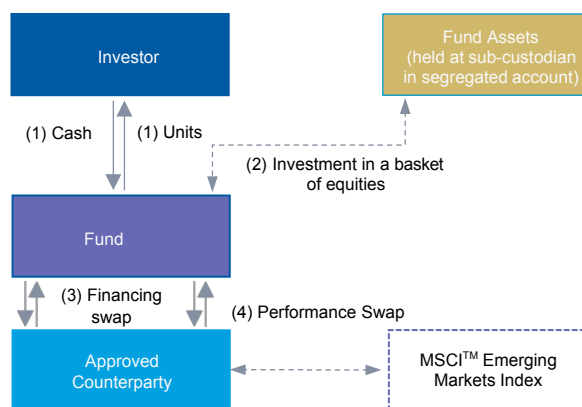 Investor
Fund Assets
(held at sub-custodian
in segregated account)
(1) Cash
(1) Units
(2) Investment in a basket
of equities
Fund
(3) Financing
swap
(4) Performance Swap
Approved
Counterparty
MSCI™ Emerging
Markets Index